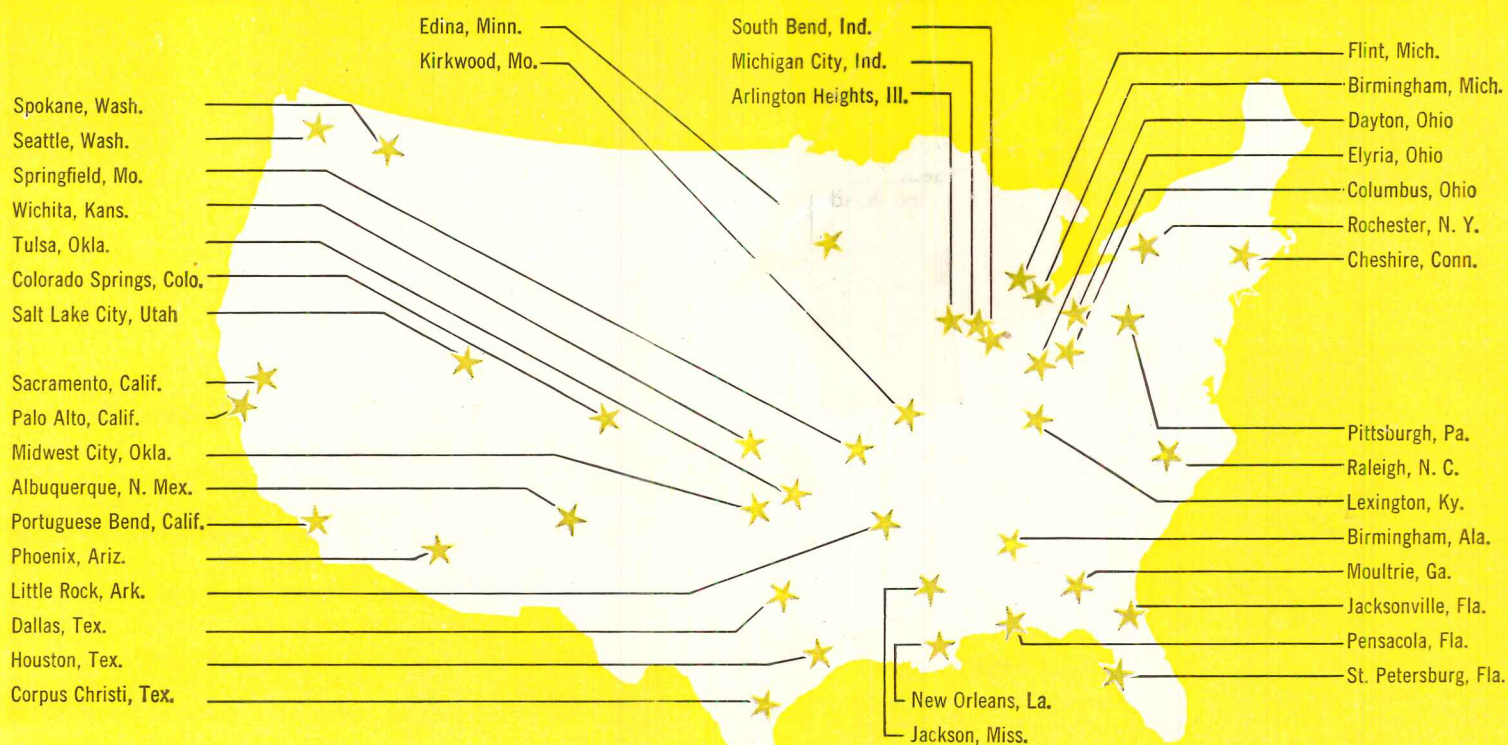 Edina, Minn.
Kirkwood, Mo.
South Bend, Ind.
Michigan City, Ind.
Arlington Heights, Ill.
Spokane, Wash.
Seattle, Wash.
Springfield, Mo.
Wichita, Kans.
Tulsa, Okla.
Colorado Springs, Colo.
Salt Lake City, Utah
Sacramento, Calif.
Palo Alto, Calif.
Midwest City, Okla.
Albuquerque, N. Mex.
Portuguese Bend, Calif.
Phoenix, Ariz.
Little Rock, Ark.
Dallas, Tex.
Houston, Tex.
Corpus Christi, Tex.
Flint, Mich.
Birmingham, Mich.
Dayton, Ohio
Elyria, Ohio
Columbus, Ohio
Rochester, N. Y.
Cheshire, Conn.
Pittsburgh, Pa.
Raleigh, N. C.
Lexington, Ky.
Birmingham, Ala.
Moultrie, Ga.
Jacksonville, Fla.
Pensacola, Fla.
St. Petersburg, Fla.
New Orleans, La.
Jackson, Miss.